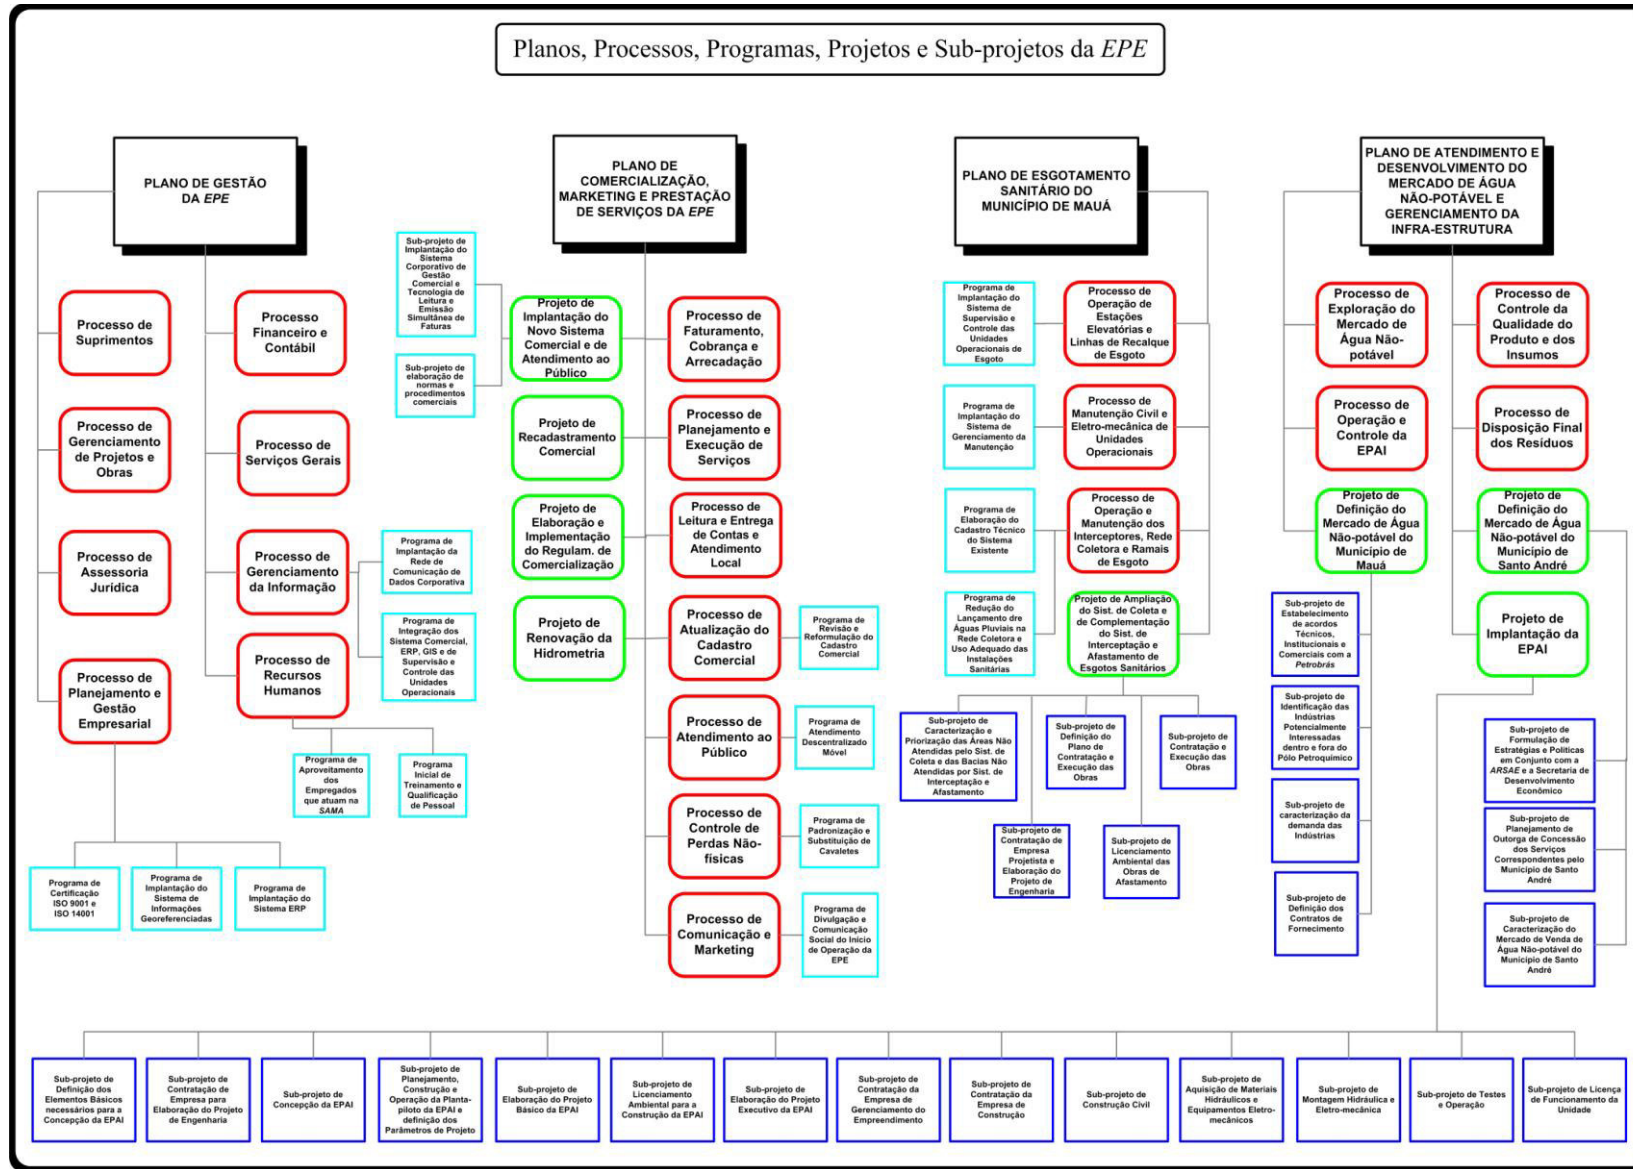 Planos, Processos, Programas, Projetos e Sub-projetos da EPE
PLANO DE GESTÃO
DA EPE
PLANO DE
COMERCIALIZAÇÃO,
MARKETING E PRESTAÇÃO
DE SERVIÇOS DA EPE
PLANO DE ESGOTAMENTO
SANITÁRIO DO
MUNICÍPIO DE MAUÁ
PLANO DE ATENDIMENTO E
DESENVOLVIMENTO DO
MERCADO DE ÁGUA
NÃO-POTÁVEL E
GERENCIAMENTO DA
INFRA-ESTRUTURA
Processo de
Suprimentos
Processo
Financeiro e
Contábil
Processo de
Gerenciamento
de Projetos e
Obras
Processo de
Serviços Gerais
Processo de
Assessoria
Jurídica
Processo de
Gerenciamento
da Informação
Programa de
Implantação da
Rede de
Comunicação de
Dados Corporativa
Programa de
Integração dos
Sistema Comercial,
ERP, GIS e de
Supervisão e
Controle das
Unidades
Operacionais
Processo de
Planejamento e
Gestão
Empresarial
Processo de
Recursos
Humanos
Programa de
Aproveitamento
dos
Empregados
que atuam na
SAMA
Programa
Inicial de
Treinamento e
Qualificação
de Pessoal
Programa de
Certificação
ISO 9001 e
ISO 14001
Programa de
Implantação do
Sistema de
Informações
Georeferenciadas
Programa de
Implantação do
Sistema ERP
Sub-projeto de
Implantação do
Sistema
Corporativo de
Gestão
Comercial e
Tecnologia de
Leitura e
Emissão
Simultânea de
Faturas
Sub-projeto de
elaboração de
normas e
procedimentos
comerciais
Projeto de
Implantação do
Novo Sistema
Comercial e de
Atendimento ao
Público
Processo de
Faturamento,
Cobrança e
Arrecadação
Projeto de
Recadastramento
Comercial
Processo de
Planejamento e
Execução de
Serviços
Projeto de
Elaboração e
Implementação
do Regulam. de
Comercialização
Processo de
Leitura e Entrega
de Contas e
Atendimento
Local
Projeto de
Renovação da
Hidrometria
Processo de
Atualização do
Cadastro
Comercial
Programa de
Revisão e
Reformulação do
Cadastro
Comercial
Processo de
Atendimento ao
Público
Programa de
Atendimento
Descentralizado
Móvel
Processo de
Controle de
Perdas Não-
físicas
Programa de
Padronização e
Substituição de
Cavaletes
Processo de
Comunicação e
Marketing
Programa de
Divulgação e
Comunicação
Social do Inicio
de Operação da
EPE
Programa de
Implantação do
Sistema de
Supervisão e
Controle das
Unidades
Operacionais de
Esgoto
Processo de
Operação de
Estações
Elevatórias e
Linhas de Recalque
de Esgoto
Programa de
Implantação do
Sistema de
Gerenciamento da
Manutenção
Processo de
Manutenção Civil e
Eletro-mecânica de
Unidades
Operacionais
Programa de
Elaboração do
Cadastro Técnico
do Sistema
Existente
Processo de
Operação e
Manutenção dos
Interceptores, Rede
Coletora e Ramais
de Esgoto
Programa de
Redução do
Lançamento dre
Águas Pluviais na
Rede Coletora e
Uso Adequado das
Instalações
Sanitárias
Projeto de Ampliação
do Sist. de Coleta e
de Complementação
do Sist. de
Interceptação e
Afastamento de
Esgotos Sanitários
Sub-projeto de
Caracterização e
Priorização das Áreas Não
Atendidas pelo Sist. de
Coleta e das Bacias Não
Atendidas por Sist. de
Interceptação e
Afastamento
Sub-projeto de
Definição do
Plano de
Contratação e
Execução das
Obras
Sub-projeto de
Contratação e
Execução das
Obras
Sub-projeto de
Contratação de
Empresa
Projetista e
Elaboração do
Projeto de
Engenharia
Sub-projeto de
Licenciamento
Ambiental das
Obras de
Afastamento
Processo de
Exploração do
Mercado de
Água Não-
potável
Processo de
Controle da
Qualidade do
Produto e dos
Insumos
Processo de
Operação e
Controle da
EPAI
Processo de
Disposição Final
dos Resíduos
Projeto de
Definição do
Mercado de Água
Não-potável do
Município de
Mauá
Projeto de
Definição do
Mercado de Água
Não-potável do
Município de
Santo André
Sub-projeto de
Estabelecimento
de acordos
Técnicos,
Institucionais e
Comerciais com a
Petrobrás
Projeto de
Implantação da
EPAI
Sub-projeto de
Identificação das
Indústrias
Potencialmente
Interessadas
dentro e fora do
Pólo Petroquímico
Sub-projeto de
Formulação de
Estratégias e Políticas
em Conjunto com a
ARSAE e a Secretaria de
Desenvolvimento
Econômico
Sub-projeto de
caracterização da
demanda das
Indústrias
Sub-projeto de
Planejamento de
Outorga de Concessão
dos Serviços
Correspondentes pelo
Município de Santo
André
Sub-projeto de
Definição dos
Contratos de
Fornecimento
Sub-projeto de
Caracterização do
Mercado de Venda de
Água Não-potável do
Município de Santo
André
Sub-projeto de
Definição dos
Elementos Básicos
necessários para a
Concepção da EPAI
Sub-projeto de
Contratação de
Empresa para
Elaboração do Projeto
de Engenharia
Sub-projeto de
Concepção da EPAI
Sub-projeto de
Planejamento,
Construção e
Operação da Planta-
piloto da EPAI e
definição dos
Parâmetros de Projeto
Sub-projeto de
Elaboração do Projeto
Básico da EPAI
Sub-projeto de
Licenciamento
Ambiental para a
Construção da EPAI
Sub-projeto de
Elaboração do Projeto
Executivo da EPAI
Sub-projeto de
Contratação da
Empresa de
Gerenciamento do
Empreendimento
Sub-projeto de
Contratação da
Empresa de
Construção
Sub-projeto de
Construção Civil
Sub-projeto de
Aquisição de Materiais
Hidráulicos e
Equipamentos Eletro-
mecânicos
Sub-projeto de
Montagem Hidráulica e
Eletro-mecânica
Sub-projeto de Testes
e Operação
Sub-projeto de Licença
de Funcionamento da
Unidade